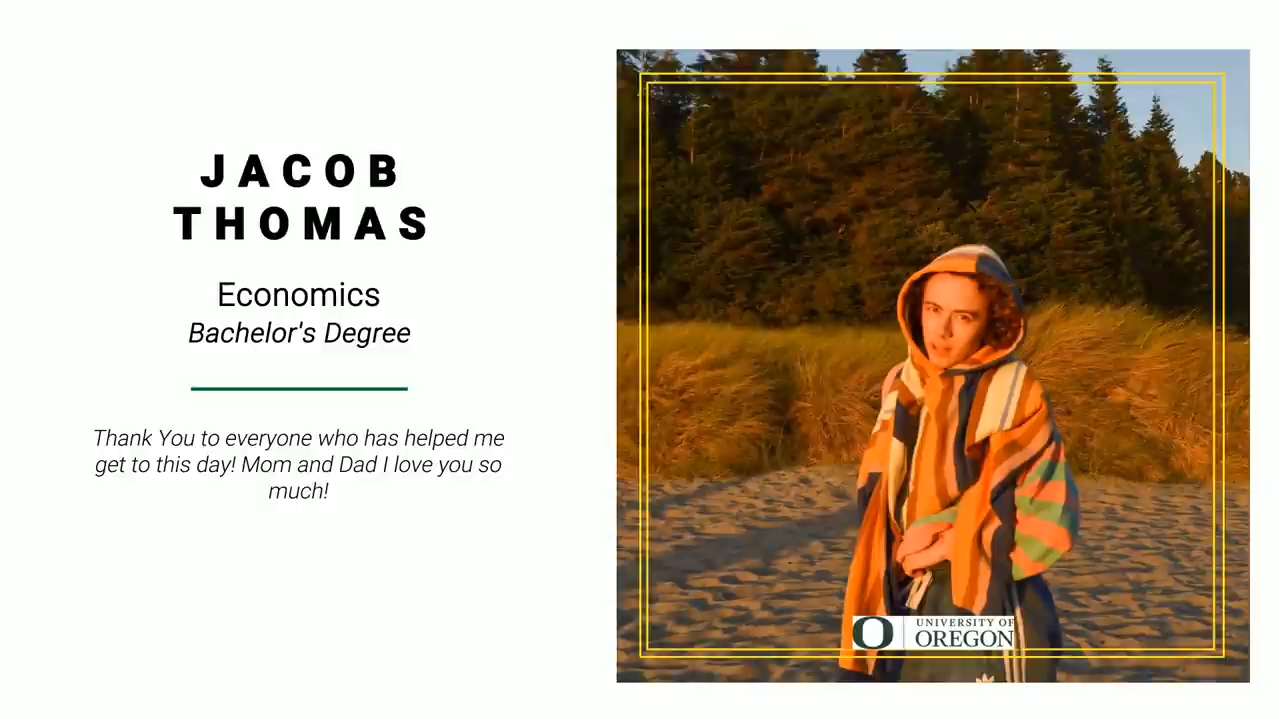 JACOB
THOMAS
Economics
Bachelor's Degree
Thank You to everyone who has helped me
get to this day! Mom and Dad I love you so
much!
O
UNIVERSITY OF
OREGON